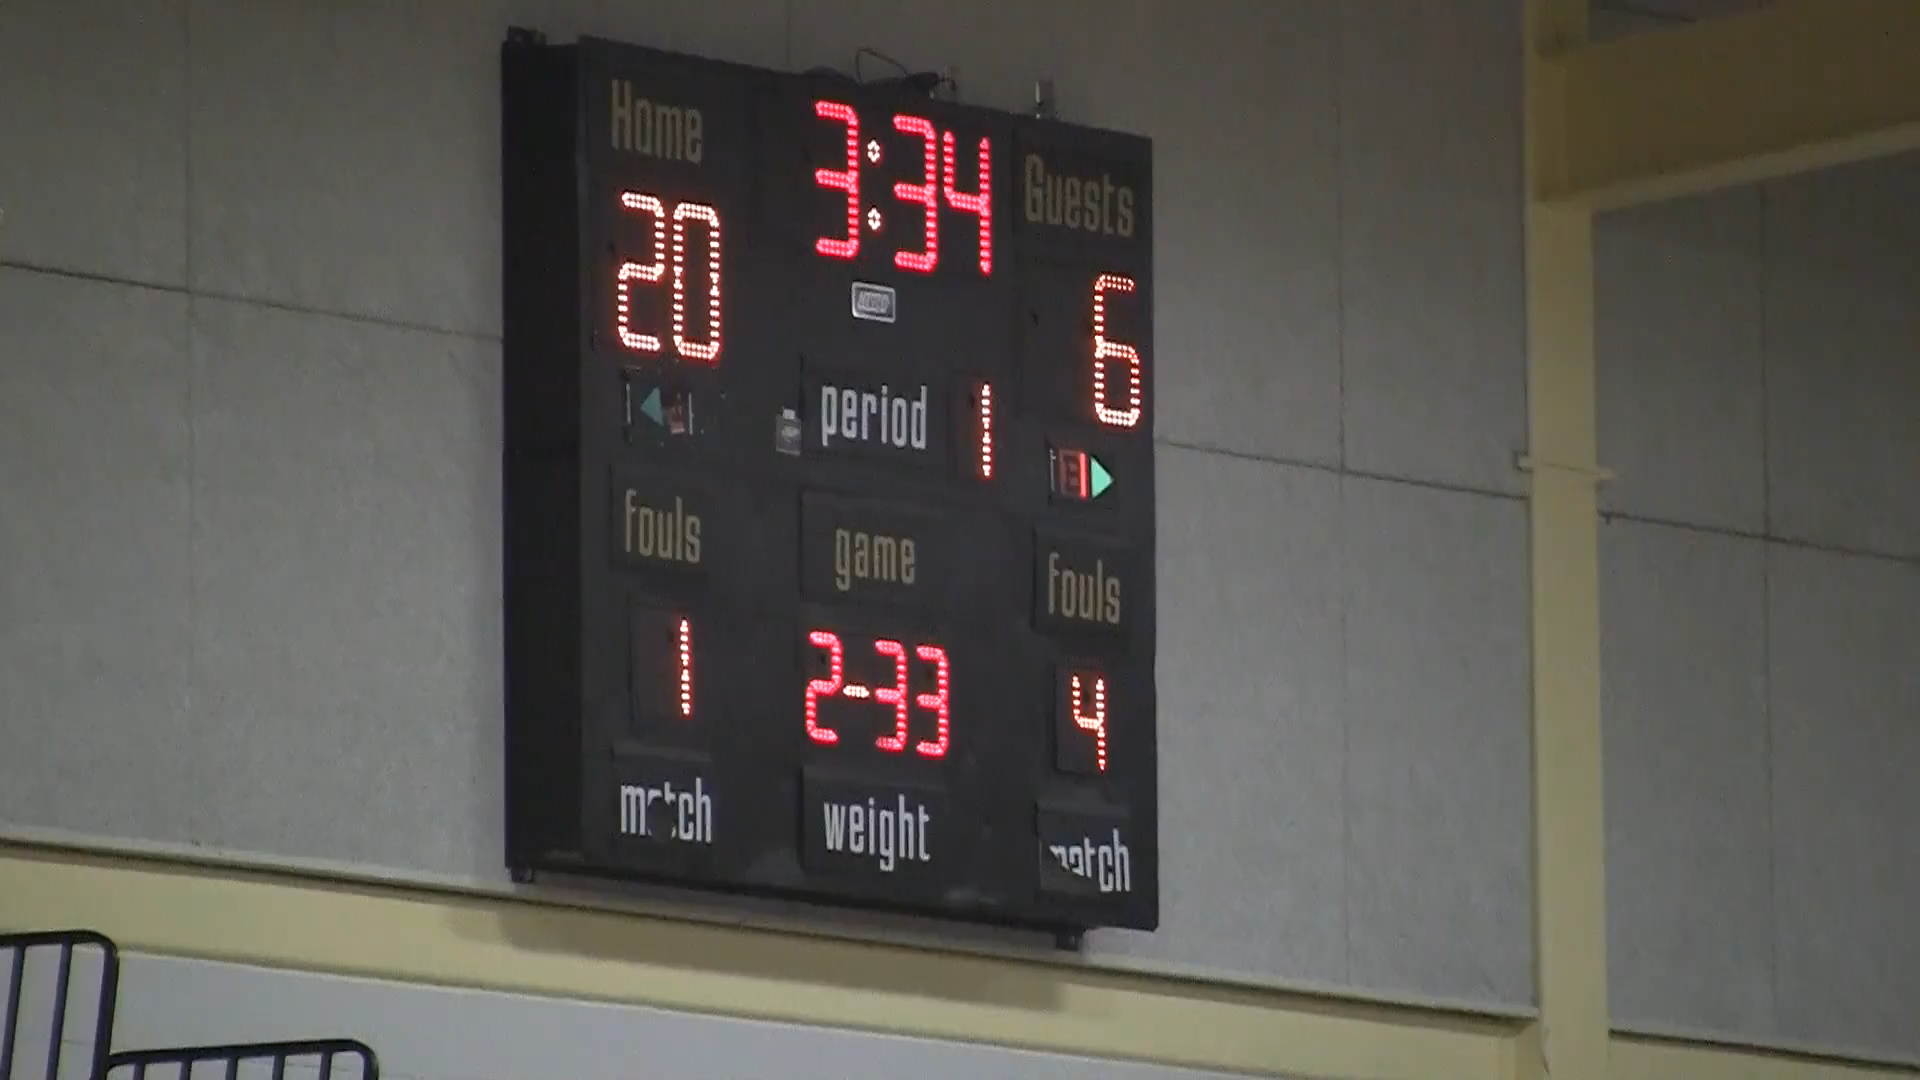 Home
3:34
Guests
20
6
period 1
fouls
game
fouls
1
2-33
4
match
weight
match